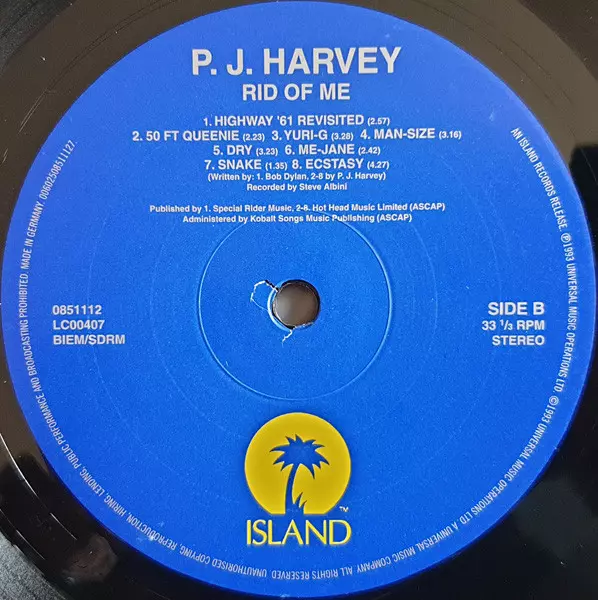 P. J. HARVEY
RID OF ME
1. HIGHWAY '61 REVISITED (2.57)
2. 50 FT QUEENIE (2.23) 3. YURI-G (3.28) 4. MAN-SIZE (3.16)
5. DRY (3.23) 6. ME-JANE (2.42)
7. SNAKE (1.35) 8. ECSTASY (4.27)
(Written by: 1. Bob Dylan, 2-8 by P. J. Harvey)
Recorded by Steve Albini
Published by 1. Special Rider Music, 2-8. Hot Head Music Limited (ASCAP)
Administered by Kobalt Songs Music Publishing (ASCAP)
0851112
LC00407
BIEM/SDRM
SIDE B
33 ⅓ RPM
STEREO
ISLAND
TM
AN ISLAND RECORDS RELEASE. ℗1993 UNIVERSAL MUSIC OPERATIONS LTD. ©1993 UNIVERSAL MUSIC OPERATIONS LTD. A UNIVERSAL MUSIC COMPANY. ALL RIGHTS RESERVED. UNAUTHORISED COPYING, REPRODUCTION, HIRING, LENDING, PUBLIC PERFORMANCE AND BROADCASTING PROHIBITED. MADE IN GERMANY. 00602508511127.